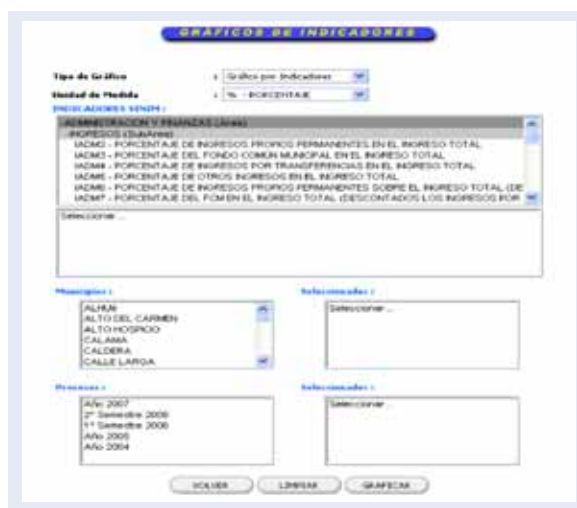 GRÁFICOS DE INDICADORES
Tipo de Gráfico : Gráfico por Indicadores
Unidad de Medida : % - PORCENTAJE
INDICADORES SINIM :
ADMINISTRACION Y FINANZAS (Area)
INGRESOS (SubArea)
IADM2 - PORCENTAJE DE INGRESOS PROPIOS PERMANENTES EN EL INGRESO TOTAL
IADM3 - PORCENTAJE DEL FONDO COMUN MUNICIPAL EN EL INGRESO TOTAL
IADM4 - PORCENTAJE DE INGRESOS POR TRANSFERENCIAS EN EL INGRESO TOTAL
IADM5 - PORCENTAJE DE OTROS INGRESOS EN EL INGRESO TOTAL
IADM6 - PORCENTAJE DE INGRESOS PROPIOS PERMANENTES SOBRE EL INGRESO TOTAL (DE
IADM7 - PORCENTAJE DEL FCM EN EL INGRESO TOTAL (DESCONTADOS LOS INGRESOS POR
Seleccionar ...
Municipios : Seleccionados :
ALHUE Seleccionar ...
ALTO DEL CARMEN
ALTO HOSPICIO
CALAMA
CALDERA
CALLE LARGA
Procesos : Seleccionados :
Año 2007 Seleccionar ...
2° Semestre 2006
1° Semestre 2006
Año 2005
Año 2004
VOLVER LIMPIAR GRAFICAR